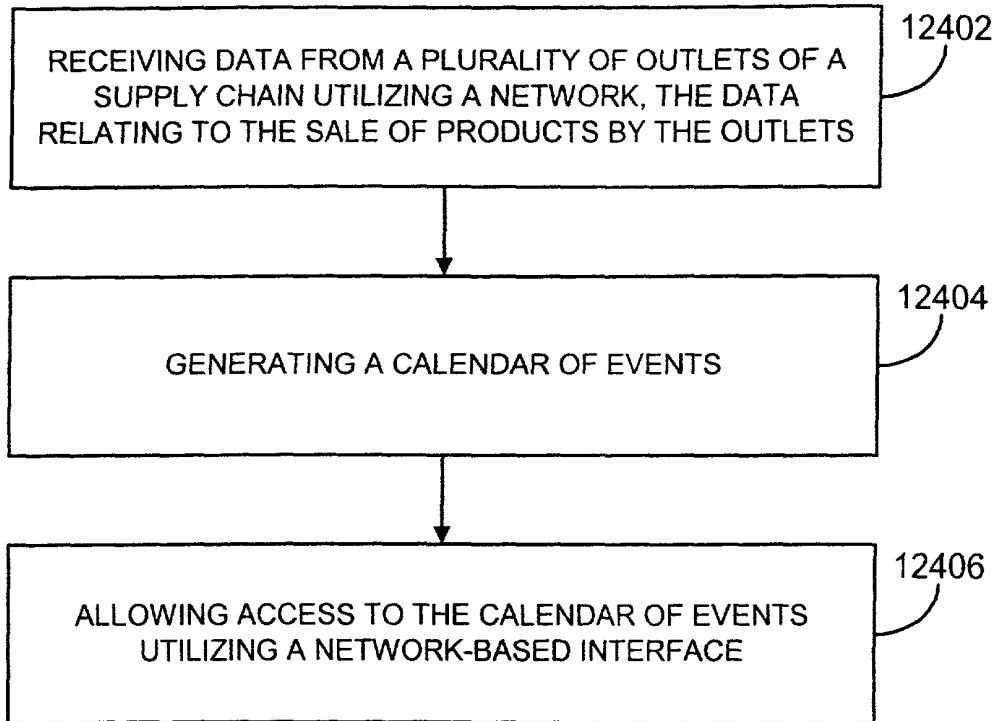 12402
RECEIVING DATA FROM A PLURALITY OF OUTLETS OF A
SUPPLY CHAIN UTILIZING A NETWORK, THE DATA
RELATING TO THE SALE OF PRODUCTS BY THE OUTLETS
12404
GENERATING A CALENDAR OF EVENTS
12406
ALLOWING ACCESS TO THE CALENDAR OF EVENTS
UTILIZING A NETWORK-BASED INTERFACE